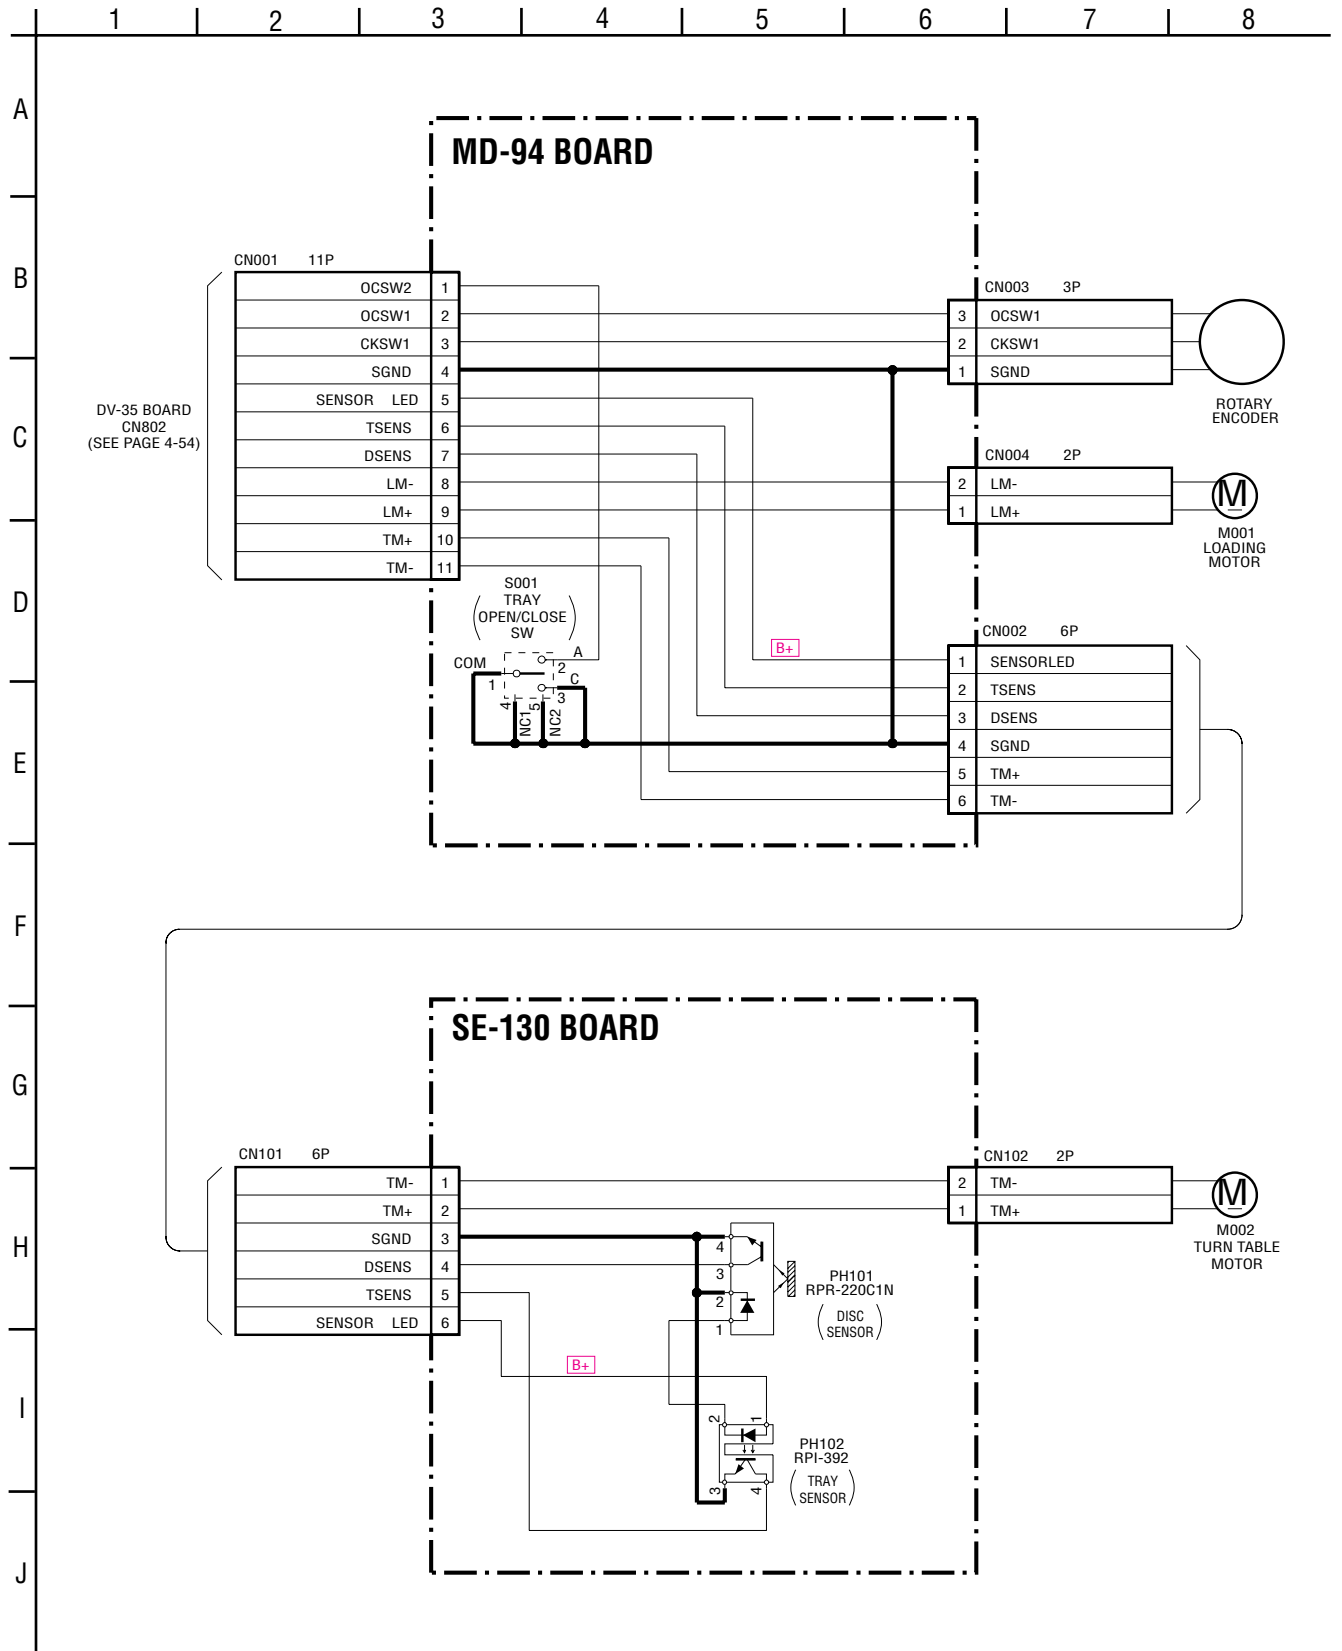 1 2 3 4 5 6 7 8
A
MD-94 BOARD
B
CN001 11P
OCSW2 1
OCSW1 2
CKSW1 3
SGND 4
SENSOR LED 5
TSENS 6
DSENS 7
LM- 8
LM+ 9
TM+ 10
TM- 11
DV-35 BOARD
CN802
(SEE PAGE 4-54)
CN003 3P
3 OCSW1
2 CKSW1
1 SGND
ROTARY
ENCODER
C
CN004 2P
2 LM-
1 LM+
M
M001
LOADING
MOTOR
D
S001
TRAY
OPEN/CLOSE
SW
COM
1
A
2
C
3
4
NC1
5
NC2
B+
CN002 6P
1 SENSORLED
2 TSENS
3 DSENS
4 SGND
5 TM+
6 TM-
E
F
SE-130 BOARD
G
CN101 6P
TM- 1
TM+ 2
SGND 3
DSENS 4
TSENS 5
SENSOR LED 6
CN102 2P
2 TM-
1 TM+
M
M002
TURN TABLE
MOTOR
H
4
3
2
1
PH101
RPR-220C1N
(DISC
SENSOR)
B+
I
2
1
PH102
RPI-392
(TRAY
SENSOR)
3
4
J